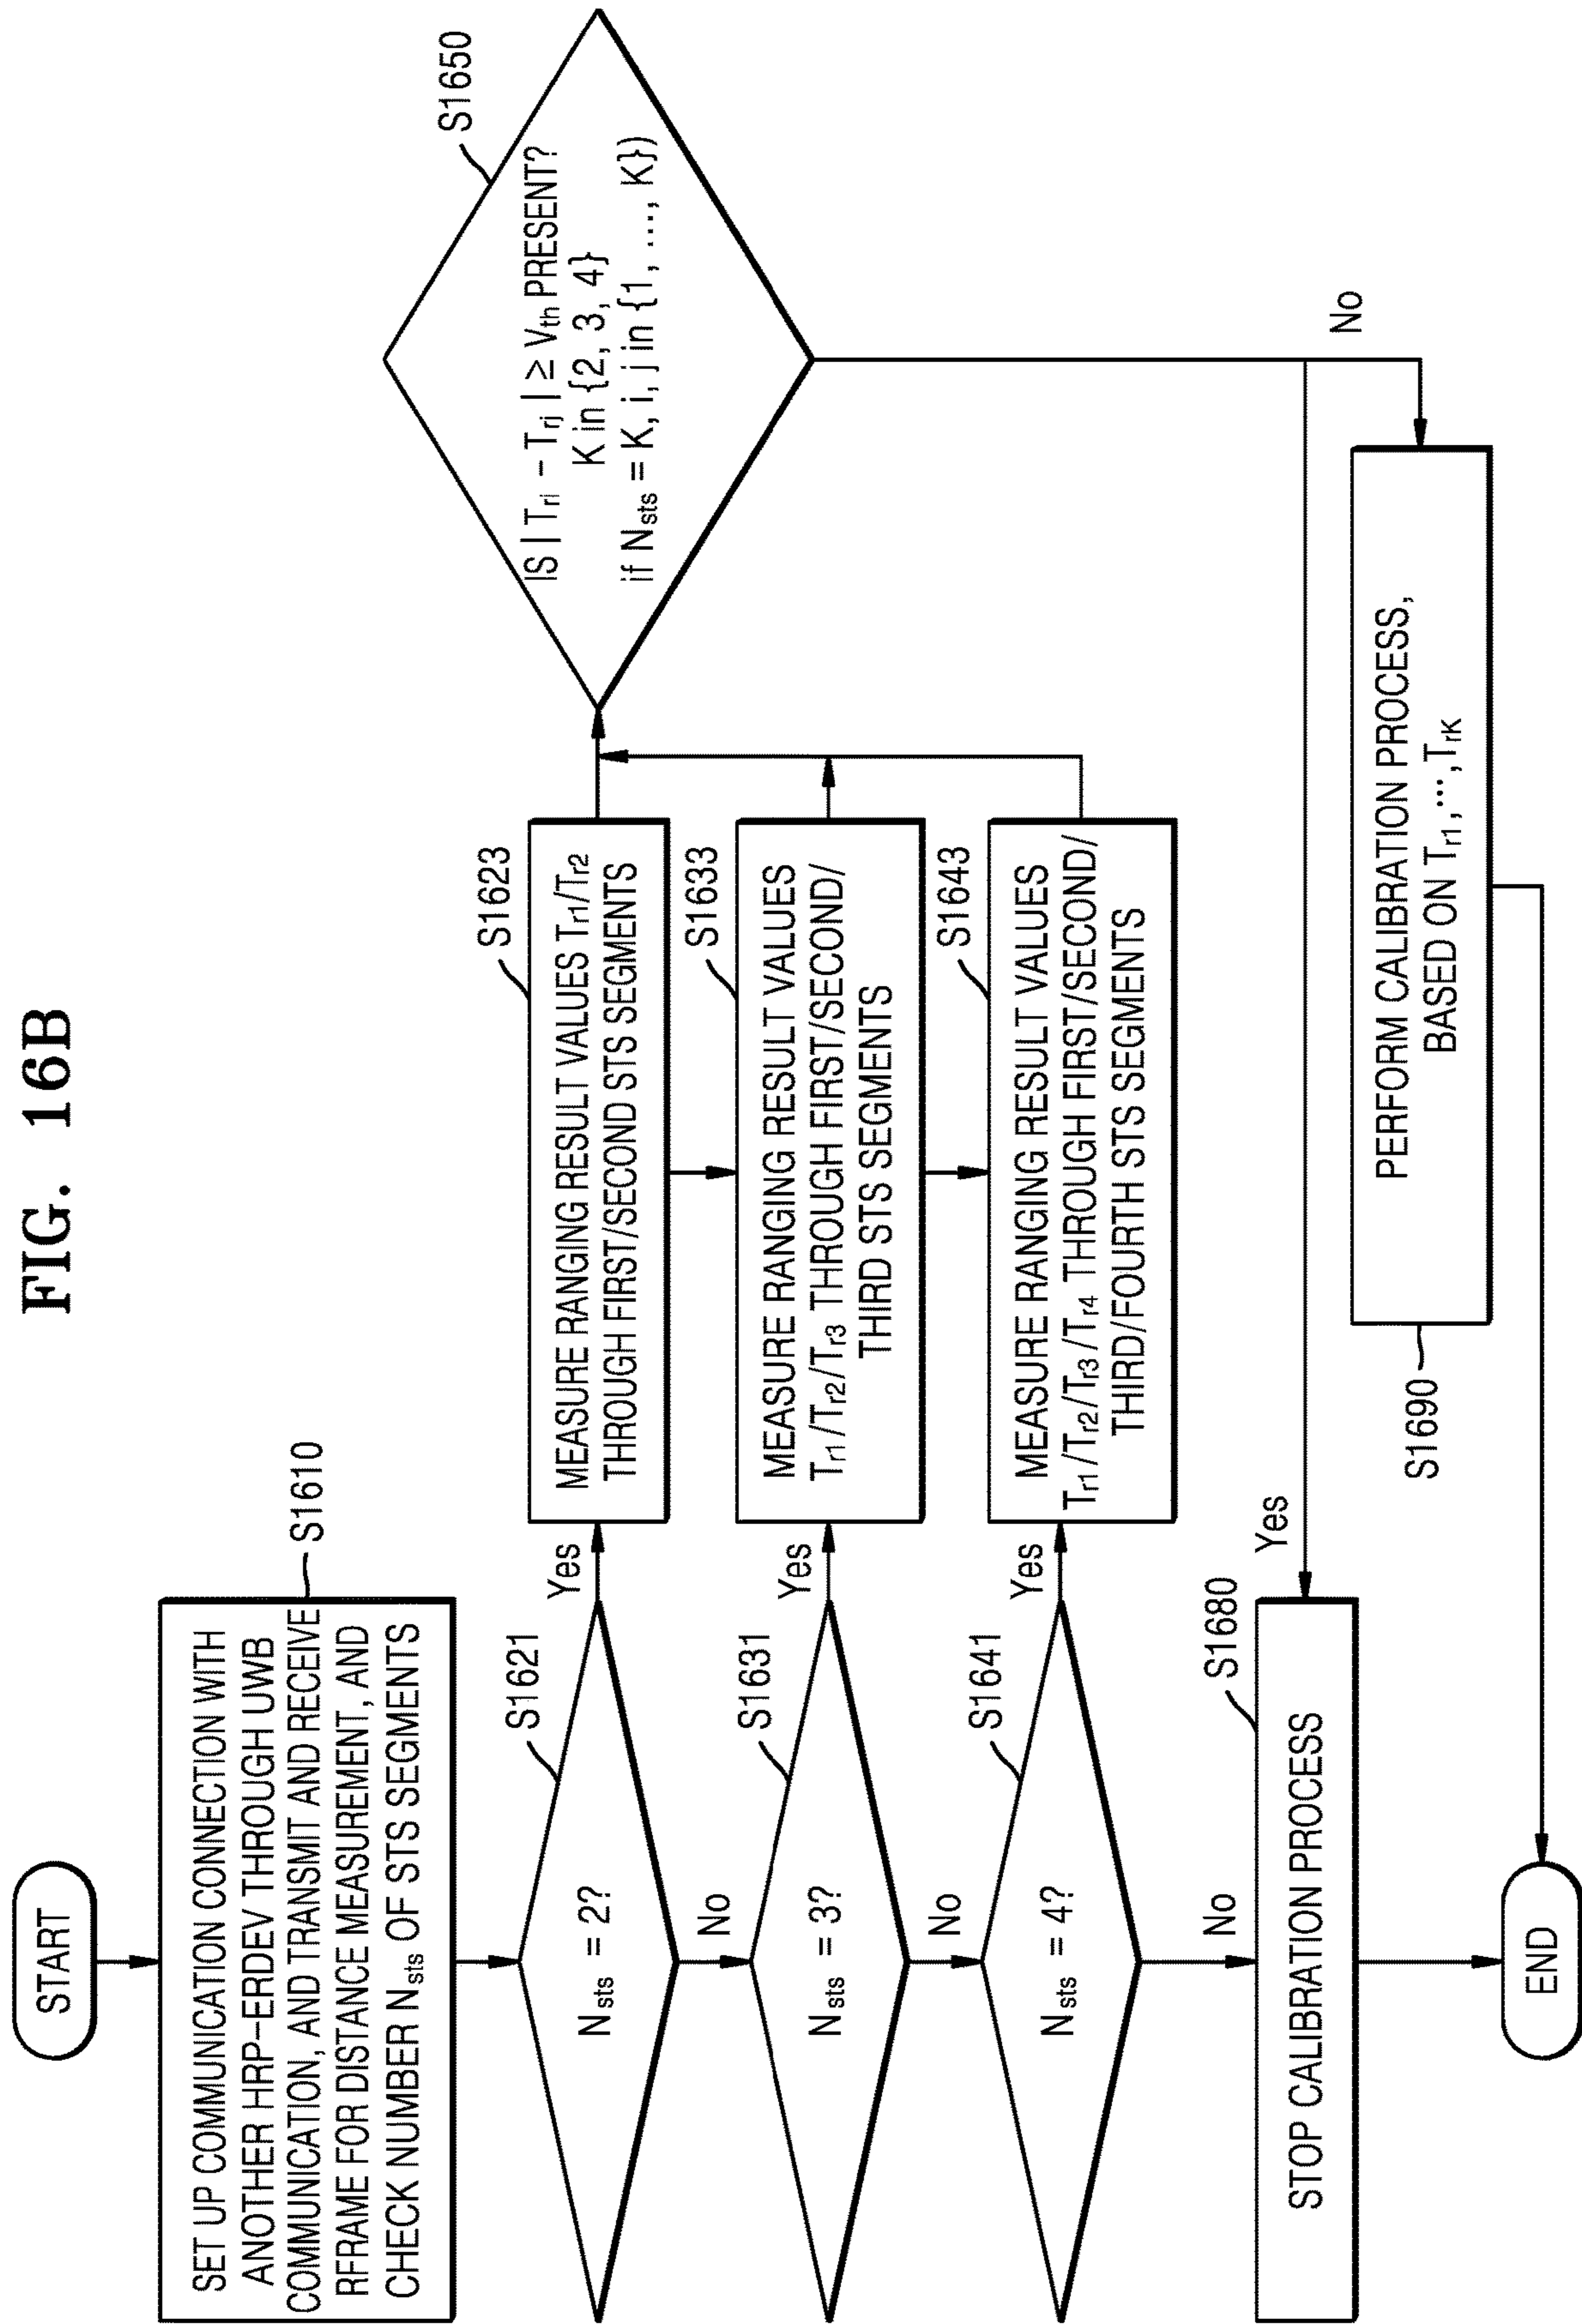 FIG. 16B
START
SET UP COMMUNICATION CONNECTION WITH
ANOTHER HRP-ERDEV THROUGH UWB
COMMUNICATION, AND TRANSMIT AND RECEIVE
RFRAME FOR DISTANCE MEASUREMENT, AND
CHECK NUMBER Nsts OF STS SEGMENTS
S1610
Nsts = 2?
S1621
Yes
No
MEASURE RANGING RESULT VALUES Tr1/Tr2
THROUGH FIRST/SECOND STS SEGMENTS
S1623
Nsts = 3?
S1631
Yes
No
MEASURE RANGING RESULT VALUES
Tr1/Tr2/Tr3 THROUGH FIRST/SECOND/
THIRD STS SEGMENTS
S1633
Nsts = 4?
S1641
Yes
No
MEASURE RANGING RESULT VALUES
Tr1/Tr2/Tr3/Tr4 THROUGH FIRST/SECOND/
THIRD/FOURTH STS SEGMENTS
S1643
IS | Tri - Trj | ≥ Vth PRESENT?
K in {2, 3, 4}
if Nsts = K, i, j in {1, ..., K})
S1650
Yes
No
STOP CALIBRATION PROCESS
S1680
PERFORM CALIBRATION PROCESS,
BASED ON Tr1,···,TrK
S1690
END